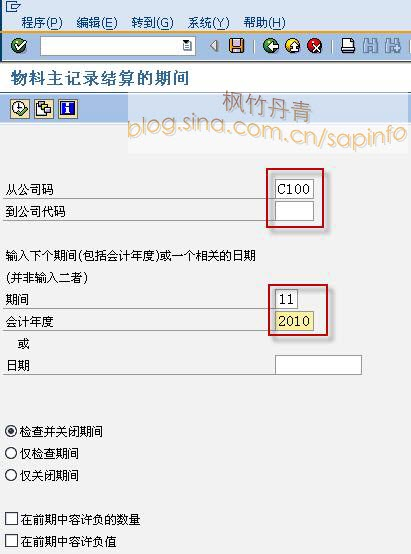 程序(P) 编辑(E) 转到(G) 系统(Y) 帮助(H)
物料主记录结算的期间
枫竹丹青
blog.sina.com.cn/sapinfo
从公司码 C100
到公司代码
输入下个期间(包括会计年度)或一个相关的日期
(并非输入二者)
期间 11
会计年度 2010
或
日期
检查并关闭期间
仅检查期间
仅关闭期间
在前期中容许负的数量
在前期中容许负值